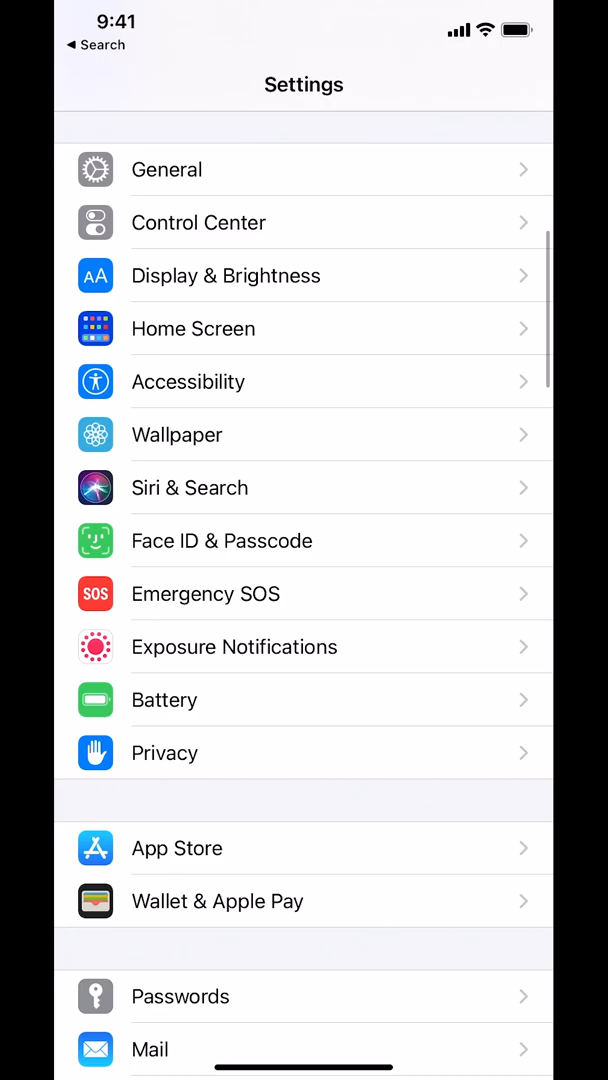 9:41
◀ Search
Settings
General
Control Center
AA Display & Brightness
Home Screen
Accessibility
Wallpaper
Siri & Search
Face ID & Passcode
SOS Emergency SOS
Exposure Notifications
Battery
Privacy
App Store
Wallet & Apple Pay
Passwords
Mail